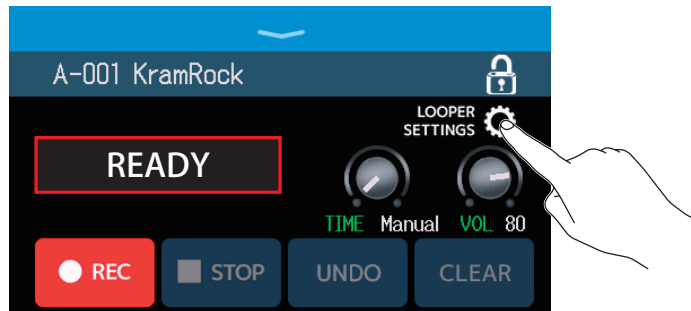 A-001 KramRock
LOOPER
SETTINGS
READY
TIME Manual VOL 80
REC STOP UNDO CLEAR